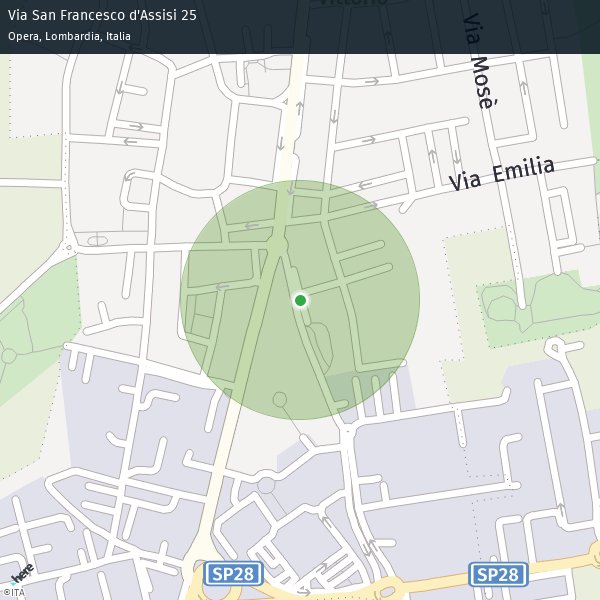 Via San Francesco d'Assisi 25
Opera, Lombardia, Italia
Vittorio
Via Mosè
Via Emilia
SP28
SP28
here
©ITA